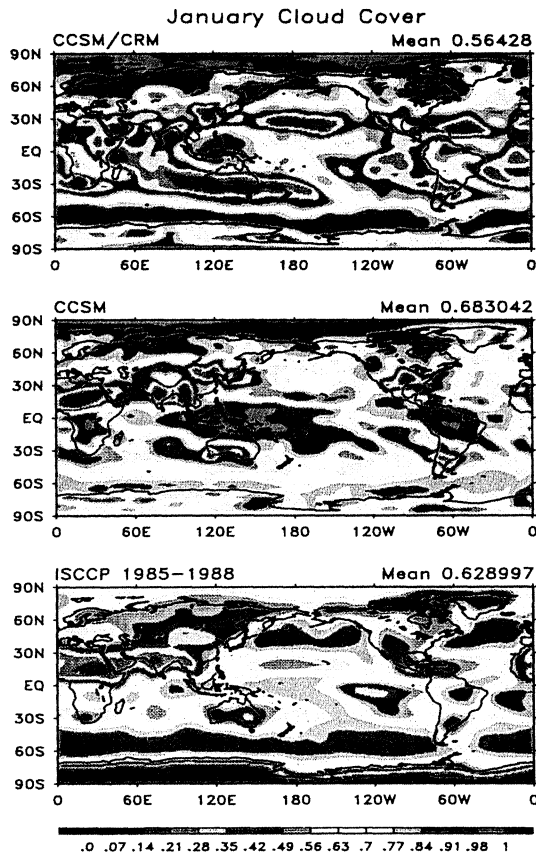 January Cloud Cover
CCSM/CRM Mean 0.56428
90N
60N
30N
EQ
30S
60S
90S
0 60E 120E 180 120W 60W 0
CCSM Mean 0.683042
90N
60N
30N
EQ
30S
60S
90S
0 60E 120E 180 120W 60W 0
ISCCP 1985-1988 Mean 0.628997
90N
60N
30N
EQ
30S
60S
90S
0 60E 120E 180 120W 60W 0
.0 .07 .14 .21 .28 .35 .42 .49 .56 .63 .7 .77 .84 .91 .98 1